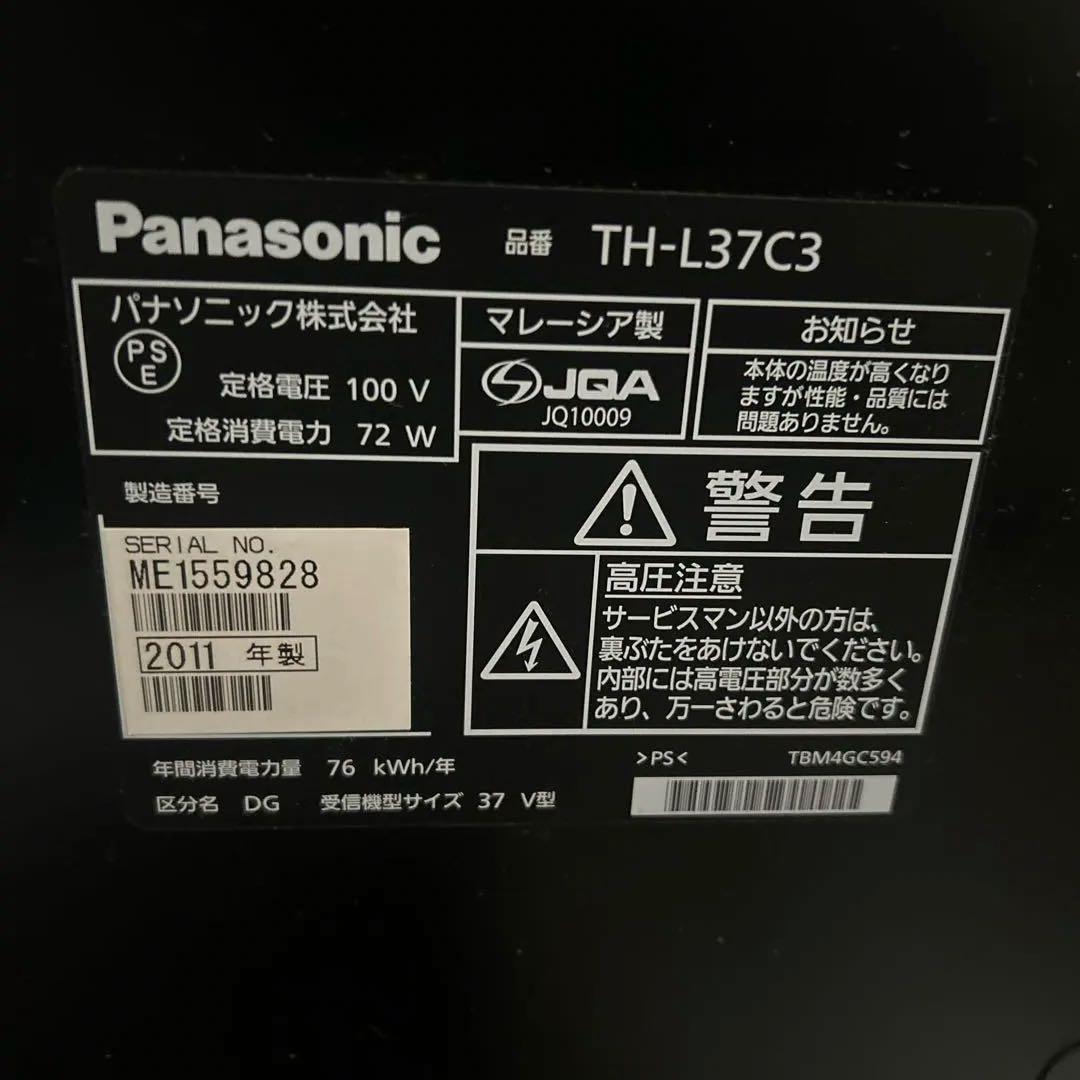 Panasonic 品番 TH-L37C3
パナソニック株式会社
PS
E
定格電圧 100 V
定格消費電力 72 W
マレーシア製
JQA
JQ10009
お知らせ
本体の温度が高くなり
ますが性能・品質には
問題ありません。
製造番号
SERIAL NO.
ME1559828
2011 年製
警告
高圧注意
サービスマン以外の方は、
裏ぶたをあけないでください。
内部には高電圧部分が数多く
あり、万一さわると危険です。
年間消費電力量 76 kWh/年
区分名 DG 受信機型サイズ 37 V型
>PS< TBM4GC594